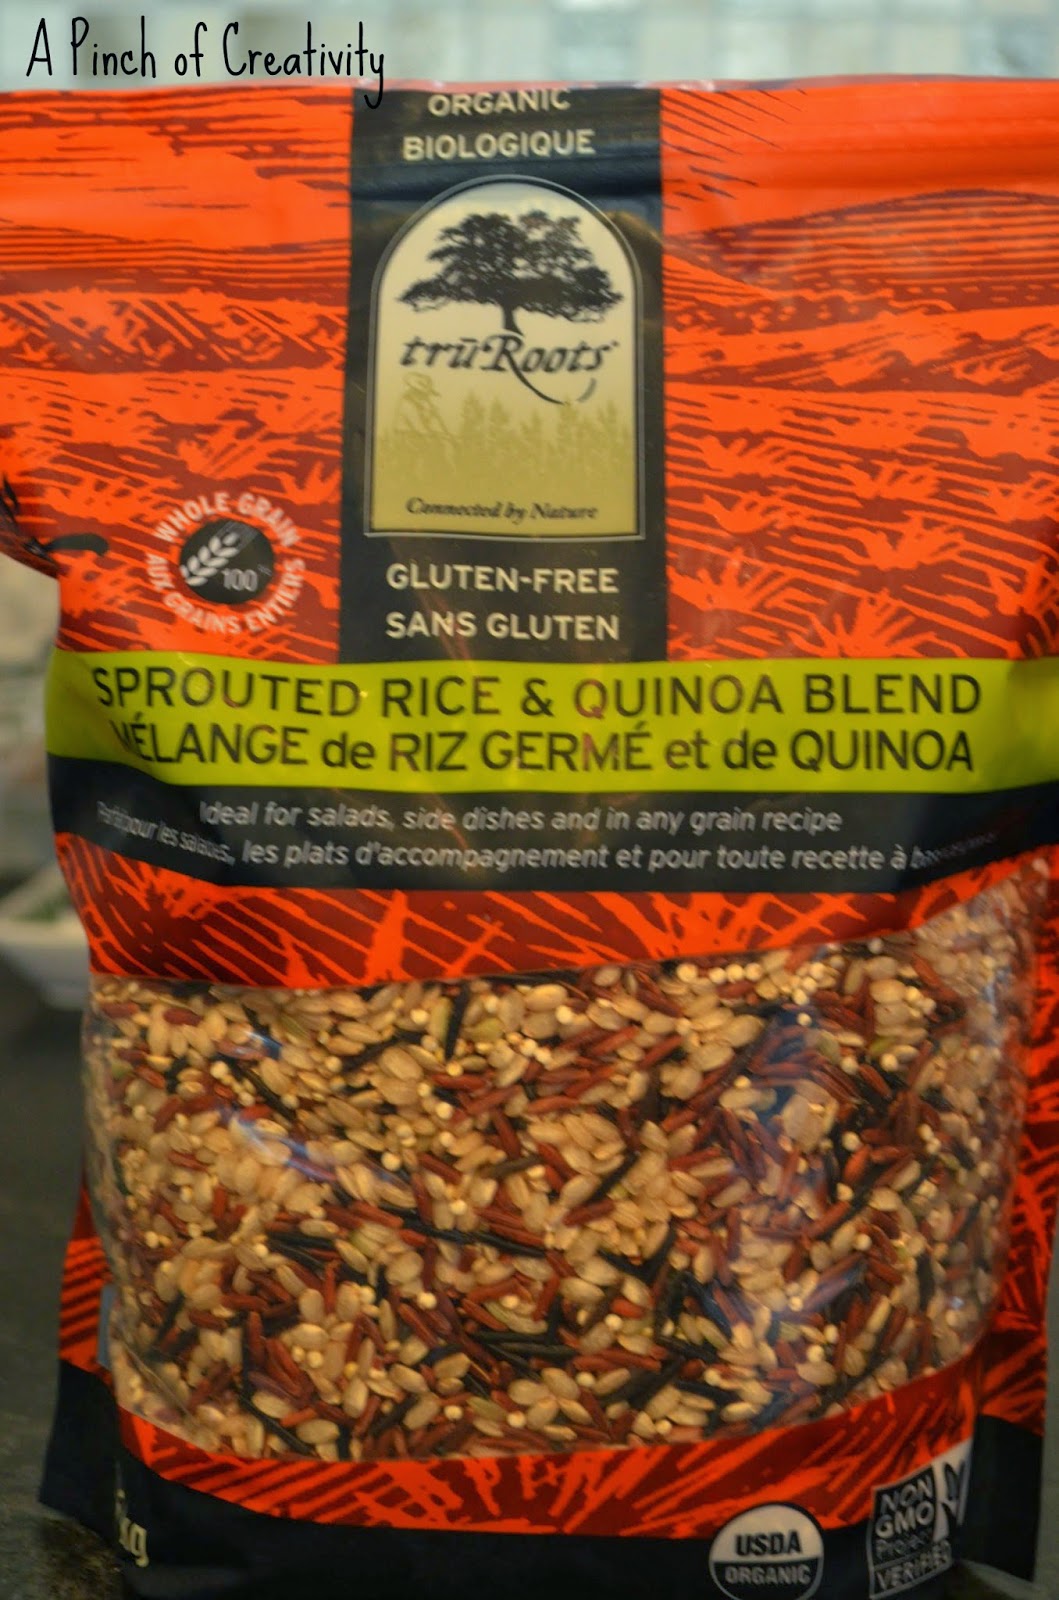 A Pinch of Creativity
ORGANIC
BIOLOGIQUE
trūRoots
Connected by Nature
WHOLE GRAIN
100%
AUX GRAINS ENTIERS
GLUTEN-FREE
SANS GLUTEN
SPROUTED RICE & QUINOA BLEND
MÉLANGE de RIZ GERMÉ et de QUINOA
Ideal for salads, side dishes and in any grain recipe
Parfait pour les salades, les plats d'accompagnement et pour toute recette à
kg
USDA
ORGANIC
NON
GMO
Project
VERIFIED